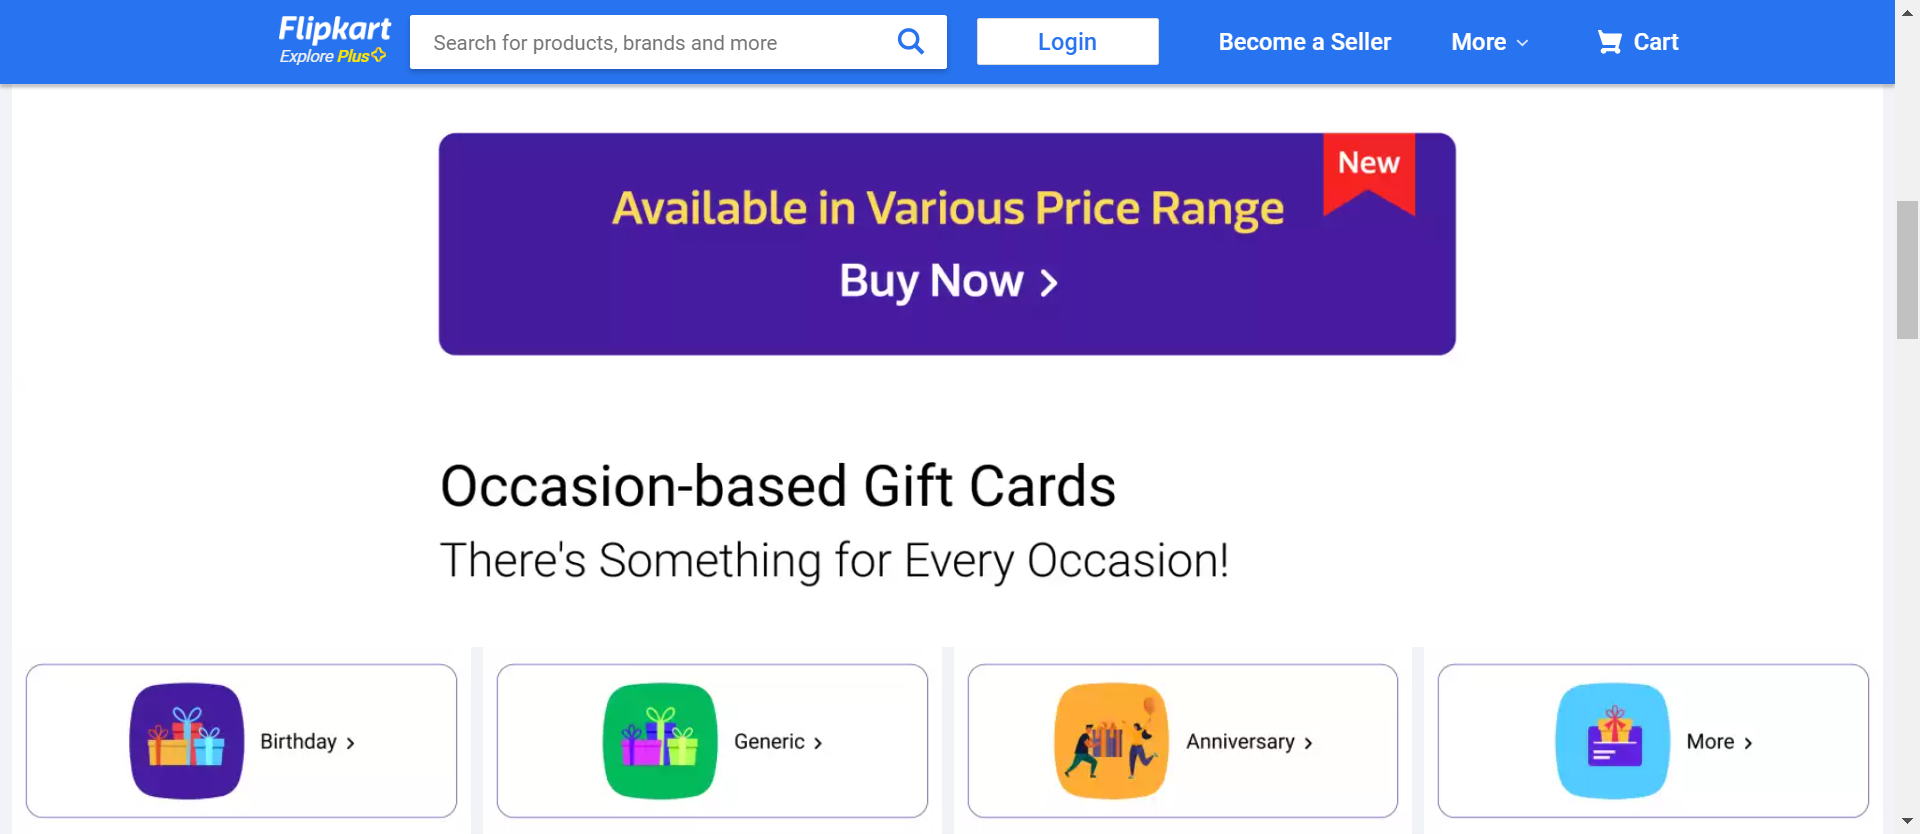 Flipkart
Explore Plus
Search for products, brands and more
Login
Become a Seller
More
Cart
New
Available in Various Price Range
Buy Now >
Occasion-based Gift Cards
There's Something for Every Occasion!
Birthday >
Generic >
Anniversary >
More >